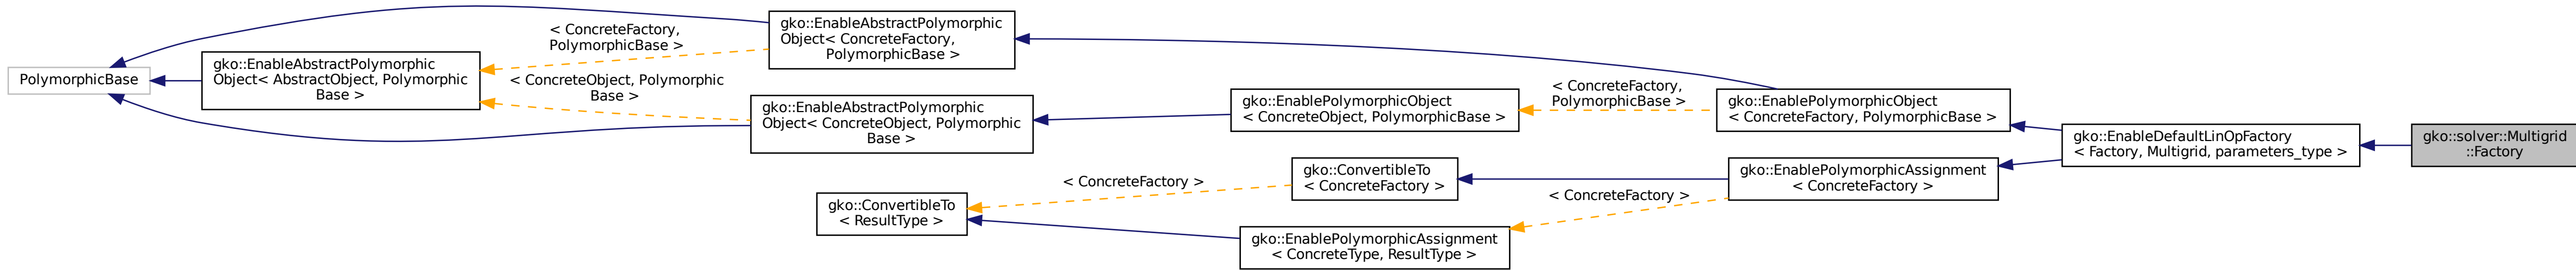 PolymorphicBase
gko::EnableAbstractPolymorphic
Object< AbstractObject, Polymorphic
Base >
< ConcreteFactory,
PolymorphicBase >
< ConcreteObject, Polymorphic
Base >
gko::EnableAbstractPolymorphic
Object< ConcreteFactory,
PolymorphicBase >
gko::EnableAbstractPolymorphic
Object< ConcreteObject, Polymorphic
Base >
gko::ConvertibleTo
< ResultType >
< ConcreteFactory >
gko::EnablePolymorphicObject
< ConcreteObject, PolymorphicBase >
gko::ConvertibleTo
< ConcreteFactory >
gko::EnablePolymorphicAssignment
< ConcreteType, ResultType >
< ConcreteFactory,
PolymorphicBase >
< ConcreteFactory >
gko::EnablePolymorphicObject
< ConcreteFactory, PolymorphicBase >
gko::EnablePolymorphicAssignment
< ConcreteFactory >
gko::EnableDefaultLinOpFactory
< Factory, Multigrid, parameters_type >
gko::solver::Multigrid
::Factory